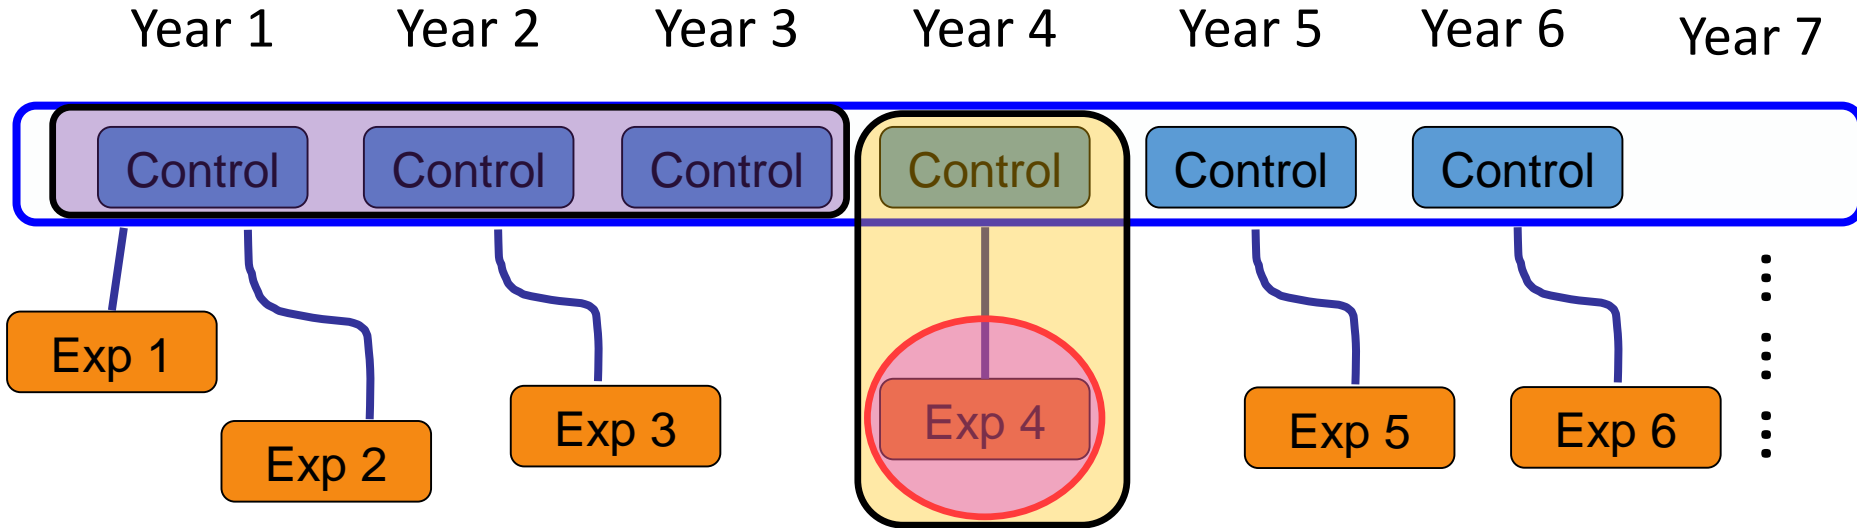 Year 1 Year 2 Year 3 Year 4 Year 5 Year 6 Year 7
Control Control Control Control Control Control
Exp 1
Exp 2
Exp 3
Exp 4
Exp 5
Exp 6